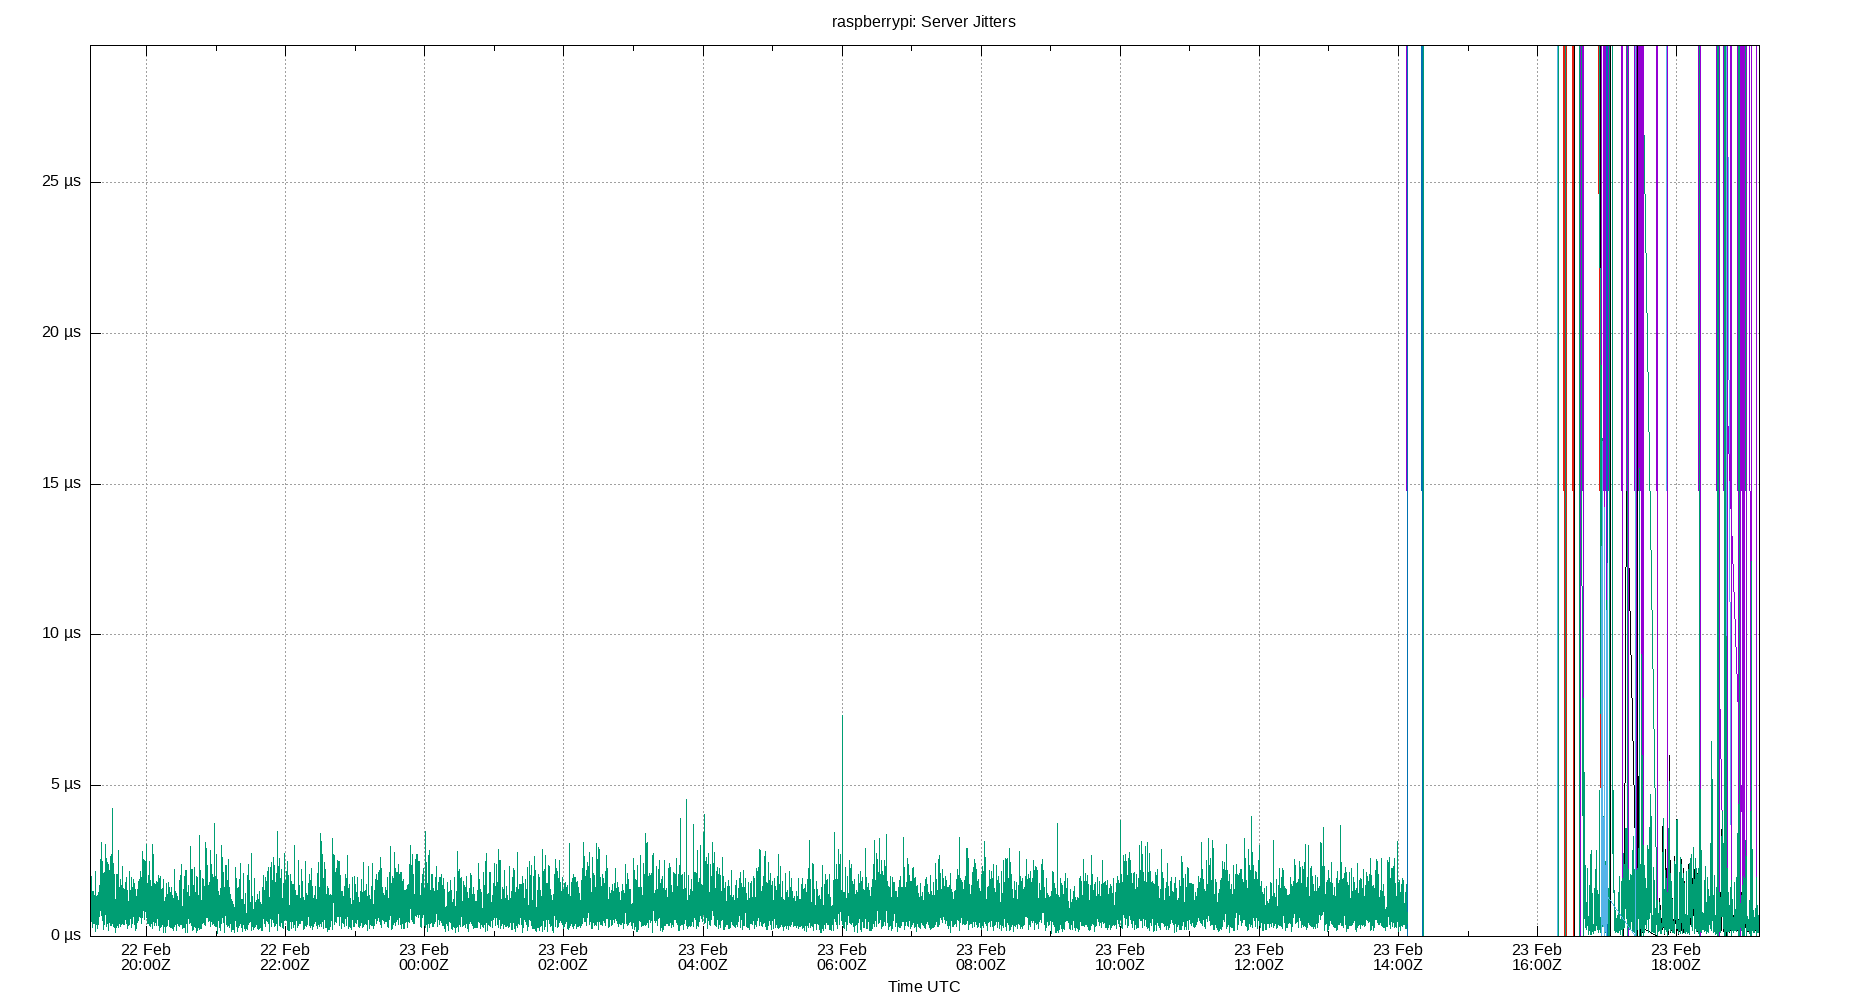 raspberrypi: Server Jitters
25 µs
20 µs
15 µs
10 µs
5 µs
0 µs
22 Feb 22 Feb 23 Feb 23 Feb 23 Feb 23 Feb 23 Feb 23 Feb 23 Feb 23 Feb 23 Feb 23 Feb
20:00Z 22:00Z 00:00Z 02:00Z 04:00Z 06:00Z 08:00Z 10:00Z 12:00Z 14:00Z 16:00Z 18:00Z
Time UTC